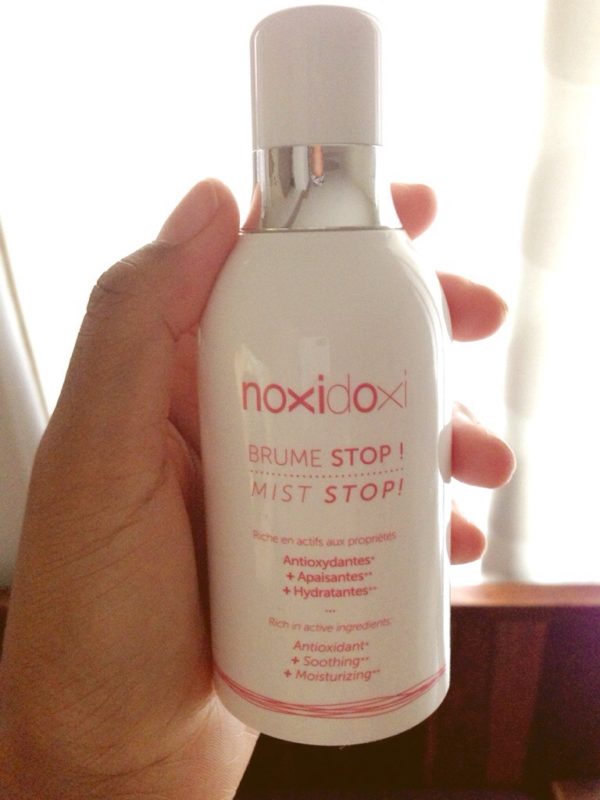 noxidoxi
BRUME STOP !
MIST STOP!
Riche en actifs aux propriétés
Antioxydantes*
+ Apaisantes**
+ Hydratantes**
...
Rich in active ingredients
Antioxidant*
+ Soothing**
+ Moisturizing**